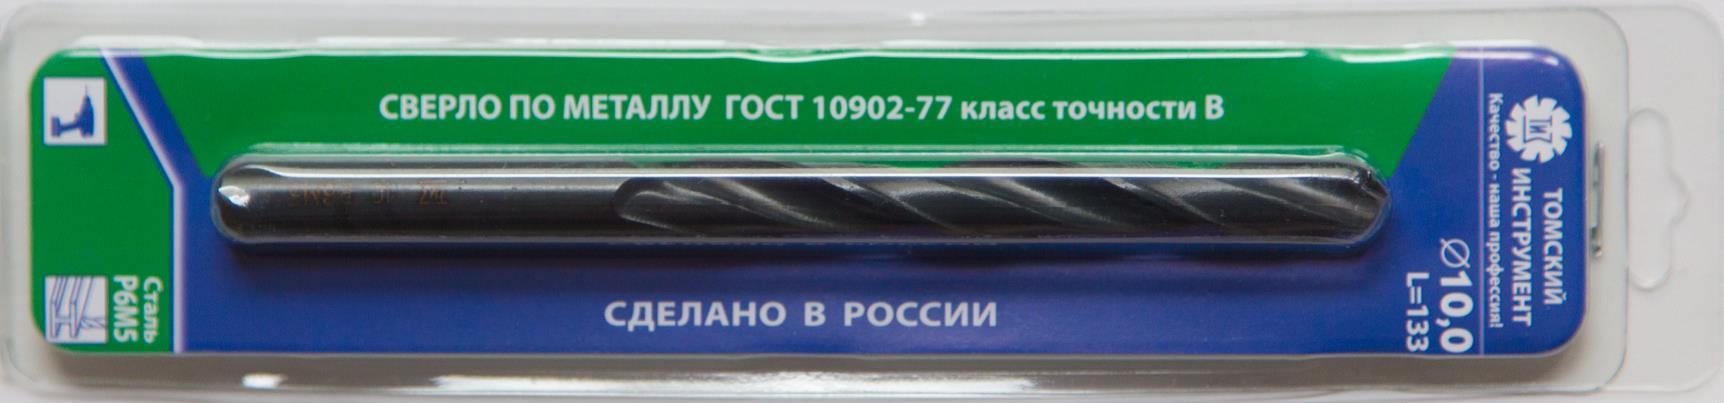 СВЕРЛО ПО МЕТАЛЛУ ГОСТ 10902-77 класс точности В
СДЕЛАНО В РОССИИ
Сталь
Р6М5
ТИ
ТОМСКИЙ
ИНСТРУМЕНТ
Качество - наша профессия!
Ø10,0
L=133